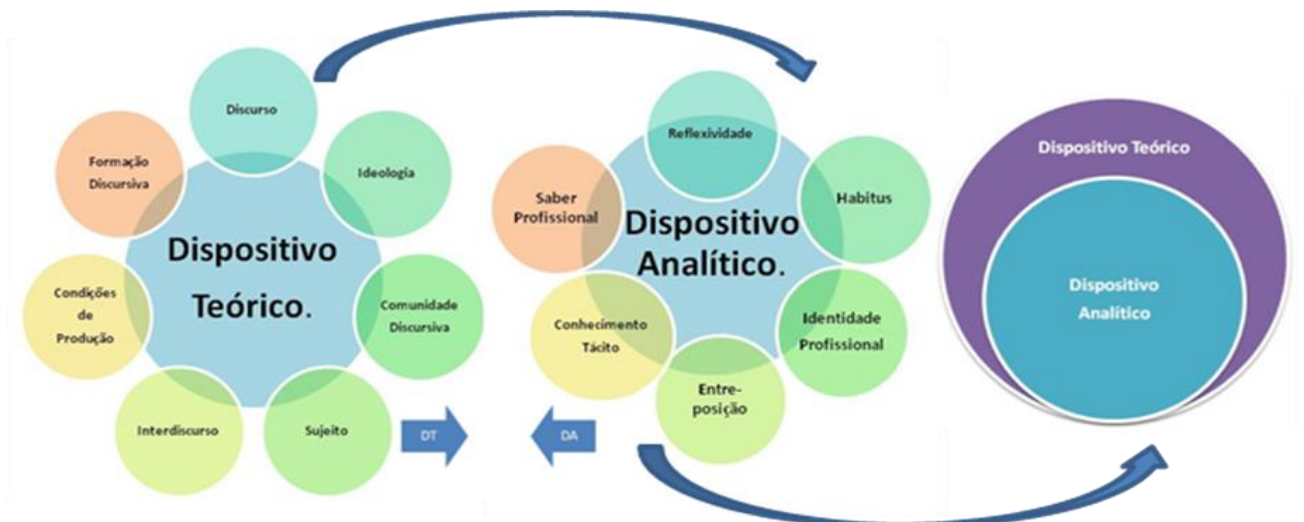 Discurso
Ideologia
Comunidade
Discursiva
Sujeito
Interdiscurso
Condições
de
Produção
Formação
Discursiva
Dispositivo
Teórico.
DT
DA
Reflexividade
Habitus
Identidade
Profissional
Entre-
posição
Conhecimento
Tácito
Saber
Profissional
Dispositivo
Analítico.
Dispositivo Teórico
Dispositivo
Analítico